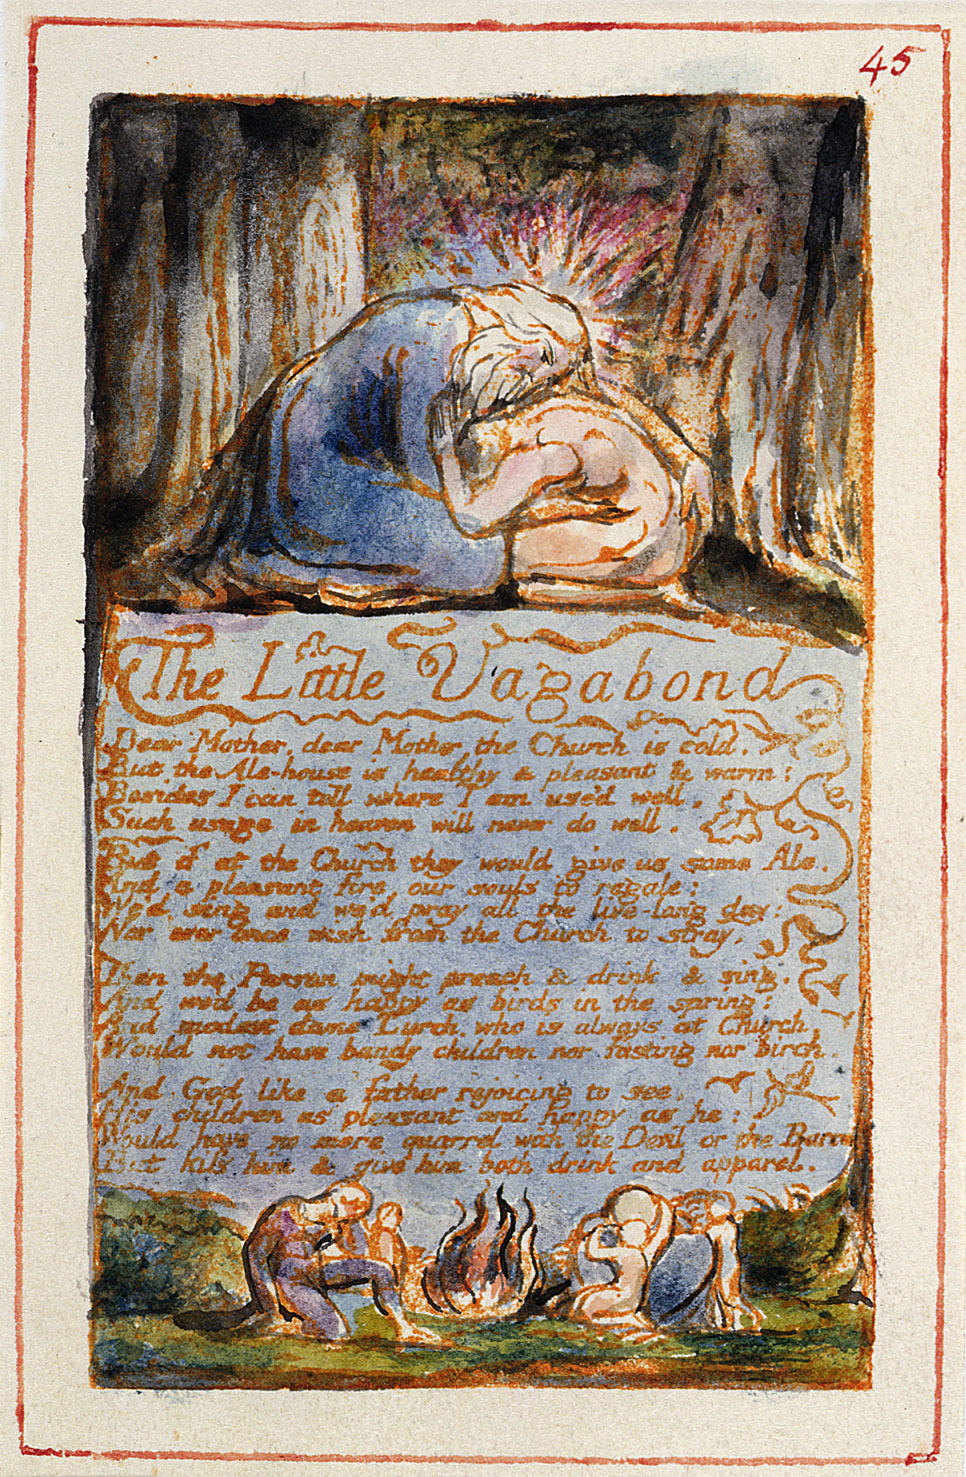 45
The Little Vagabond
Dear Mother, dear Mother, the Church is cold.
But the Ale-house is healthy & pleasant & warm:
Besides I can tell where I am use'd well.
Such usage in heaven will never do well.
But if at the Church they would give us some Ale.
And a pleasant fire, our souls to regale:
We'd sing and we'd pray all the live-long day:
Nor ever once wish from the Church to stray.
Then the Parson might preach & drink & sing.
And we'd be as happy as birds in the spring:
And modest dame Lurch, who is always at Church,
Would not have bandy children nor fasting nor birch.
And God like a father rejoicing to see.
His children as pleasant and happy as he:
Would have no more quarrel with the Devil or the Barrel
But kiss him & give him both drink and apparel.